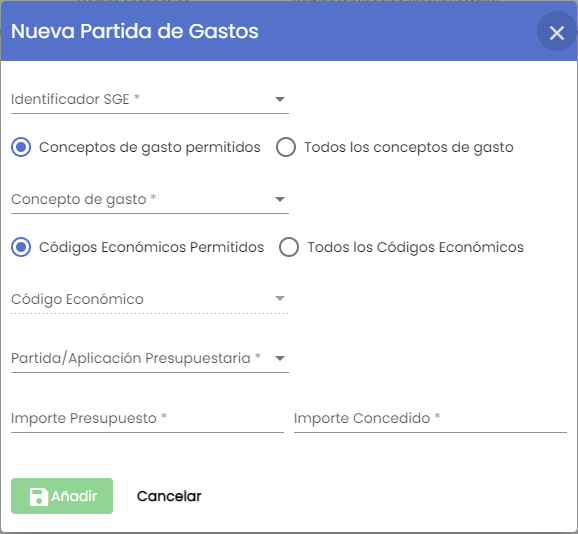 Nueva Partida de Gastos
Identificador SGE *
Conceptos de gasto permitidos Todos los conceptos de gasto
Concepto de gasto *
Códigos Económicos Permitidos Todos los Códigos Económicos
Código Económico
Partida/Aplicación Presupuestaria *
Importe Presupuesto * Importe Concedido *
Añadir Cancelar